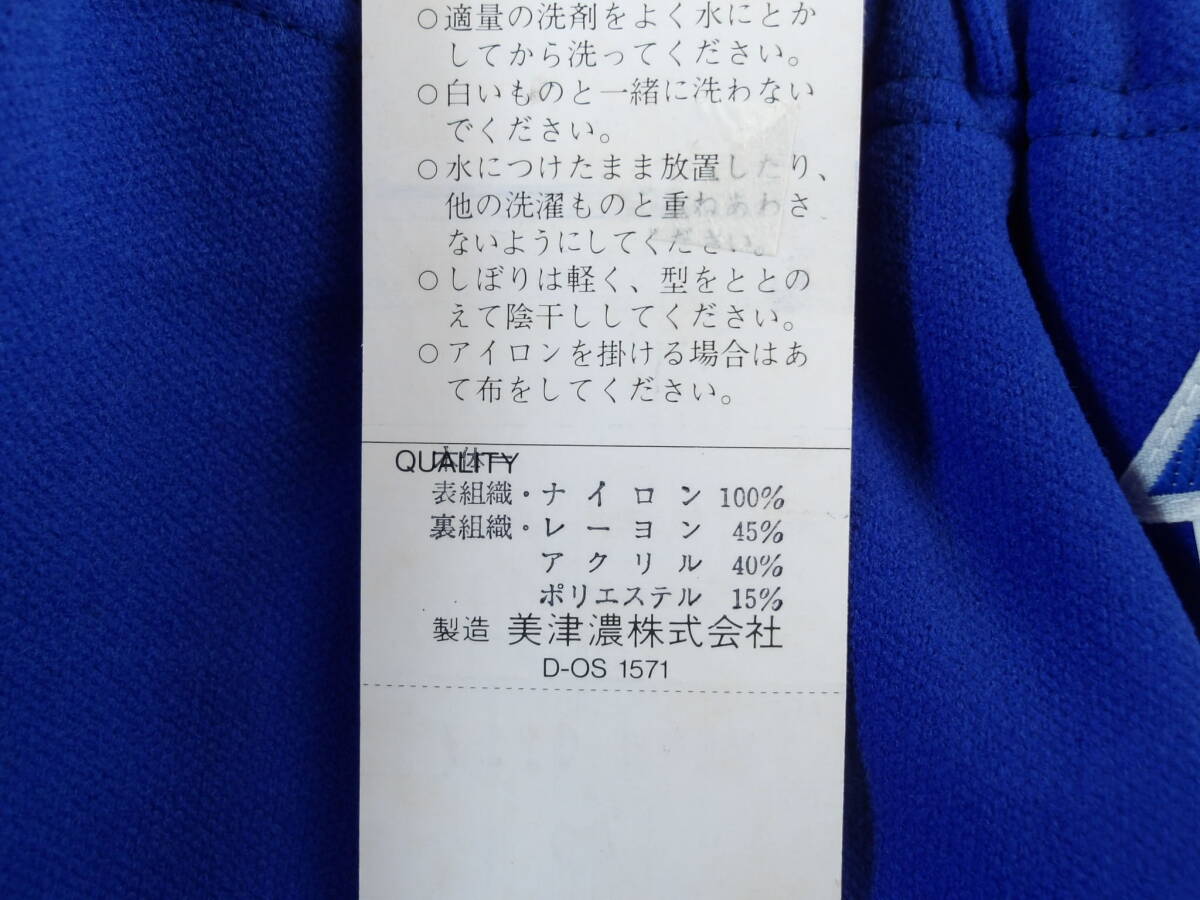 ○適量の洗剤をよく水にとか
してから洗ってください。
○白いものと一緒に洗わない
でください。
○水につけたまま放置したり、
他の洗濯ものと重ねあわさ
ないようにしてください。
○しぼりは軽く、型をととの
えて陰干ししてください。
○アイロンを掛ける場合はあ
て布をしてください。
QUALITY 本体=
表組織・ナイロン 100%
裏組織・レーヨン 45%
アクリル 40%
ポリエステル 15%
製造 美津濃株式会社
D-OS 1571